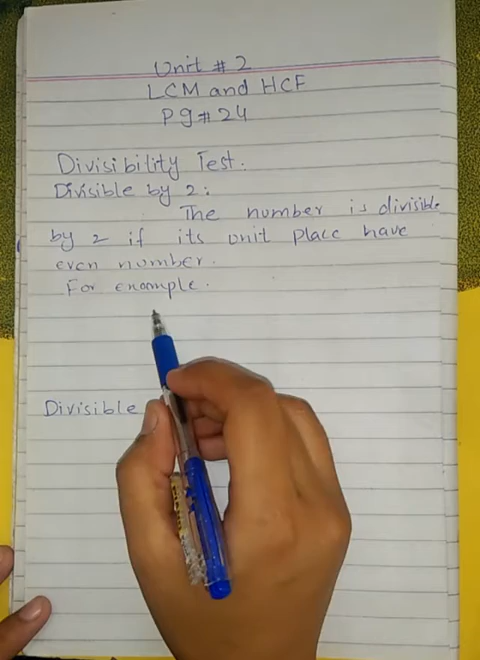 Unit # 2
LCM and HCF
Pg# 24
Divisibility Test.
Divisible by 2:
The number is divisible
by 2 if its unit place have
even number.
For example.
Divisible